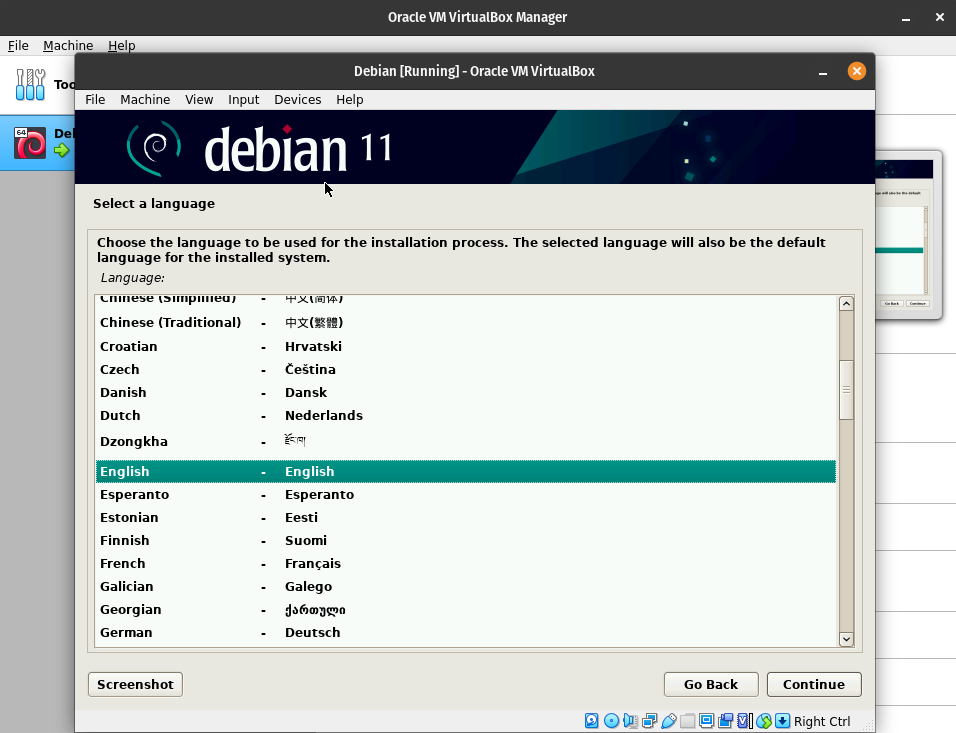 Oracle VM VirtualBox Manager
File Machine Help
Debian [Running] - Oracle VM VirtualBox
File Machine View Input Devices Help
64
debian 11
Select a language
Choose the language to be used for the installation process. The selected language will also be the default
language for the installed system.
Language:
Chinese (Simplified) - 中文(简体)
Chinese (Traditional) - 中文(繁體)
Croatian - Hrvatski
Czech - Čeština
Danish - Dansk
Dutch - Nederlands
Dzongkha - རྫོང་ཁ།
English - English
Esperanto - Esperanto
Estonian - Eesti
Finnish - Suomi
French - Français
Galician - Galego
Georgian - ქართული
German - Deutsch
Screenshot Go Back Continue
Right Ctrl